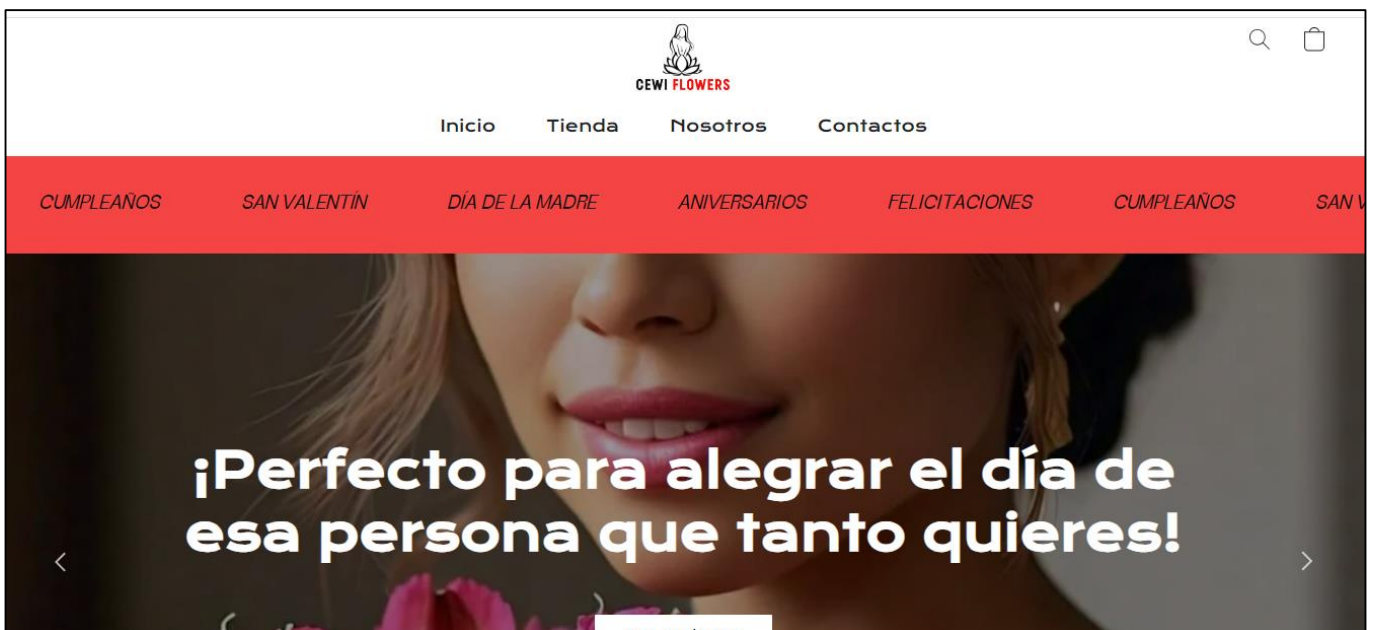 CEWI FLOWERS
Inicio Tienda Nosotros Contactos
CUMPLEAÑOS SAN VALENTÍN DÍA DE LA MADRE ANIVERSARIOS FELICITACIONES CUMPLEAÑOS SAN
¡Perfecto para alegrar el día de
esa persona que tanto quieres!